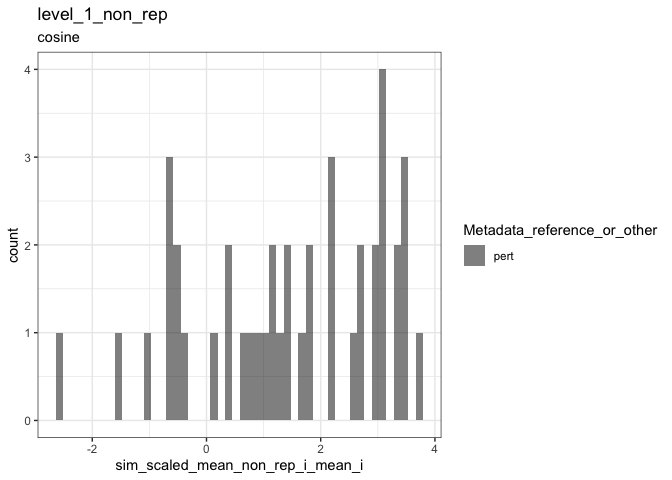 level_1_non_rep
cosine
4
3
2
1
0
count
-2
0
2
4
sim_scaled_mean_non_rep_i_mean_i
Metadata_reference_or_other
pert